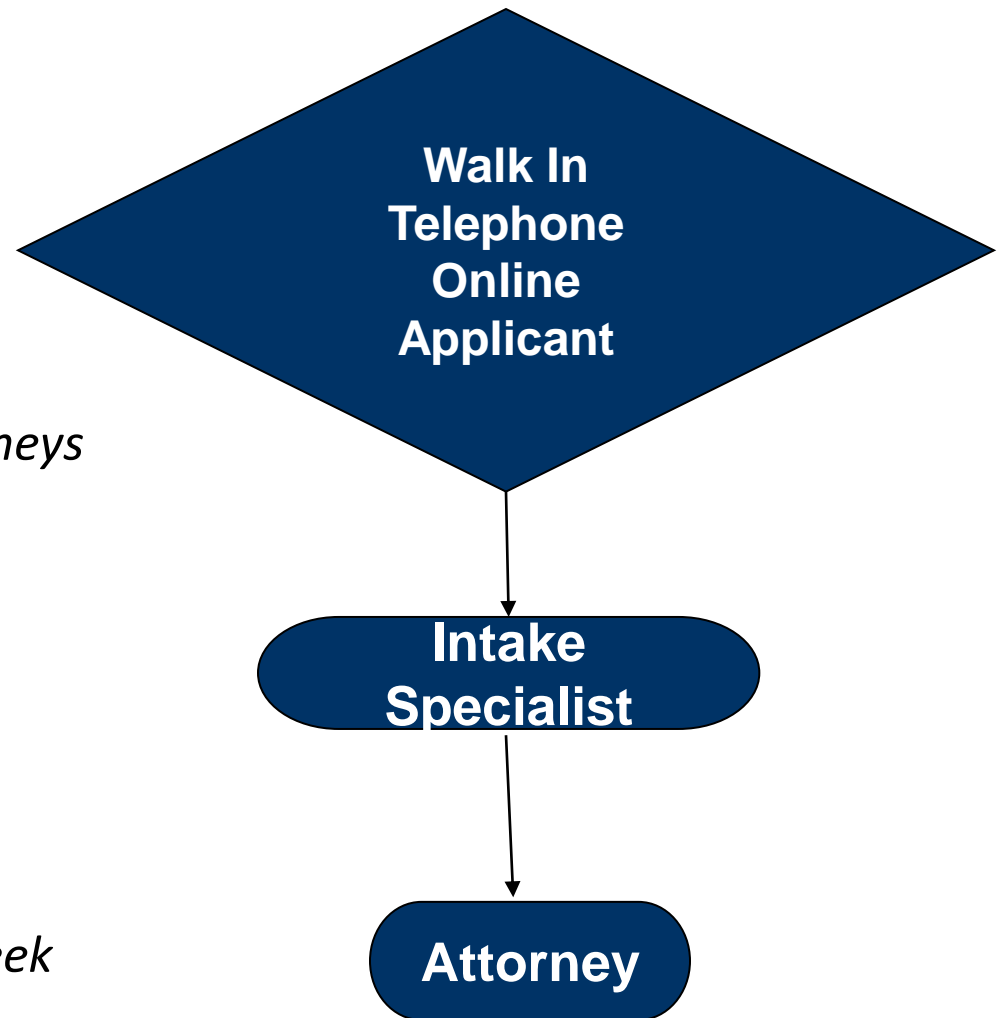 Walk In
Telephone
Online
Applicant
Intake
Specialist
Attorney